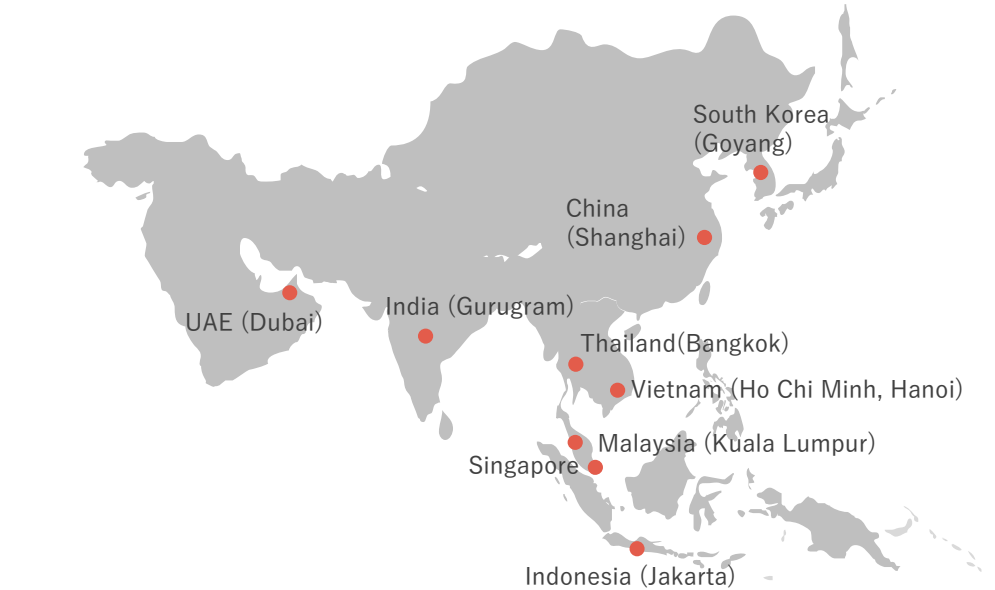 South Korea
(Goyang)
China
(Shanghai)
India (Gurugram)
UAE (Dubai)
Thailand(Bangkok)
Vietnam (Ho Chi Minh, Hanoi)
Malaysia (Kuala Lumpur)
Singapore
Indonesia (Jakarta)